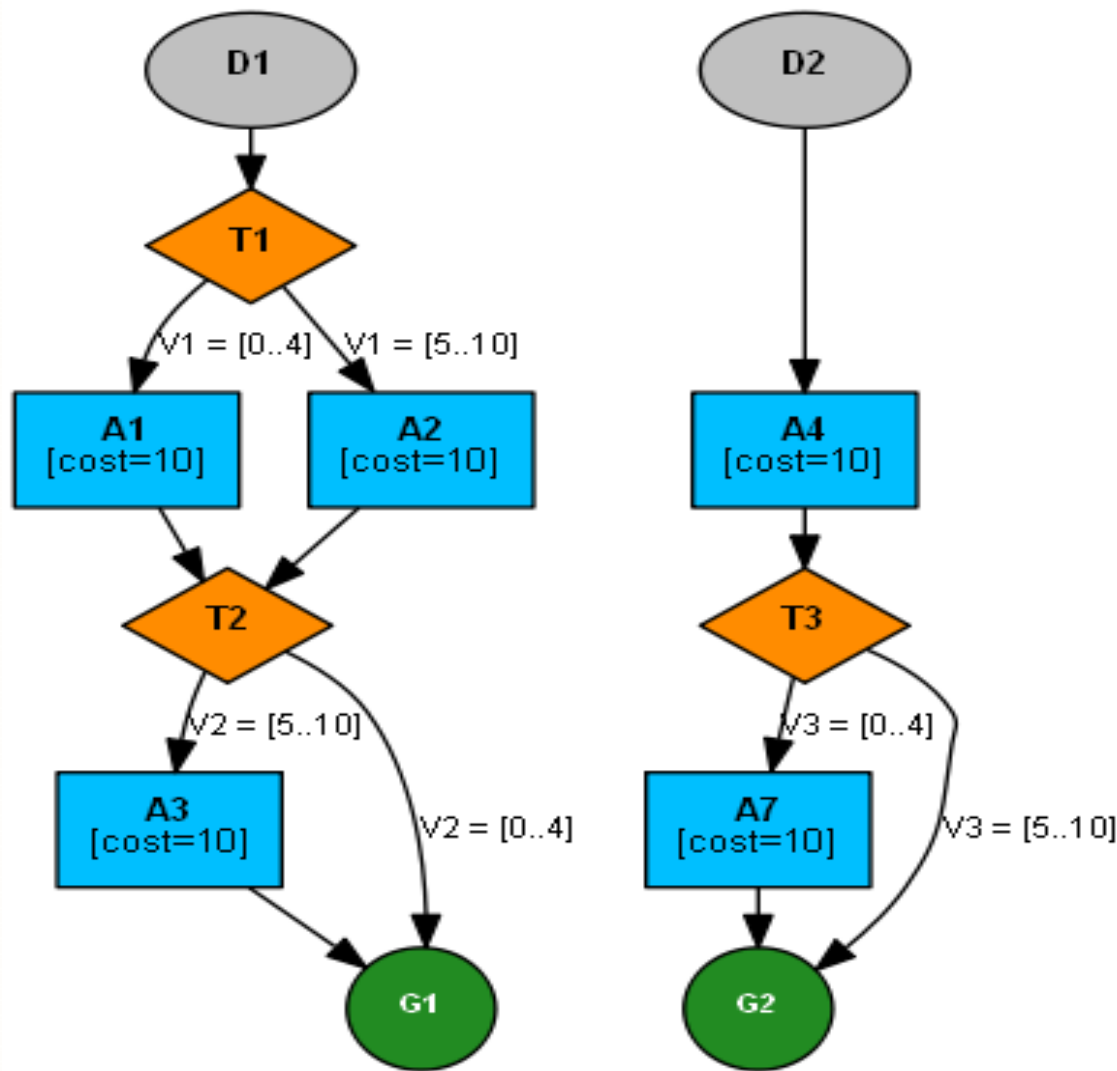 D1
D2
T1
V1 = [0..4]
V1 = [5..10]
A1
[cost=10]
A2
[cost=10]
A4
[cost=10]
T2
T3
V2 = [5..10]
V3 = [0..4]
A3
[cost=10]
V2 = [0..4]
A7
[cost=10]
V3 = [5..10]
G1
G2